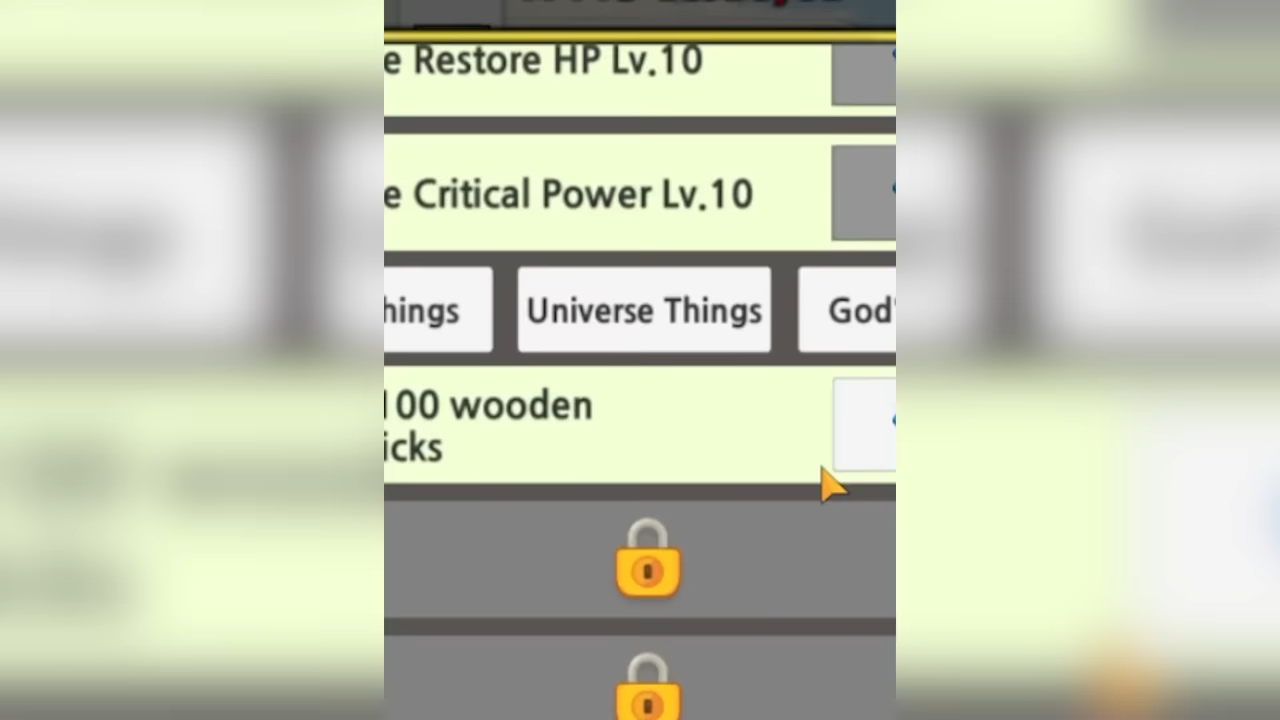 e Restore HP Lv.10
e Critical Power Lv.10
hings
Universe Things
God'
100 wooden
icks